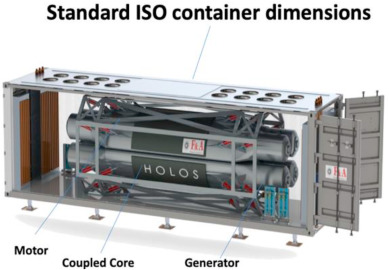 Standard ISO container dimensions
F&A
HOLOS
F&A
Motor
Coupled Core
Generator